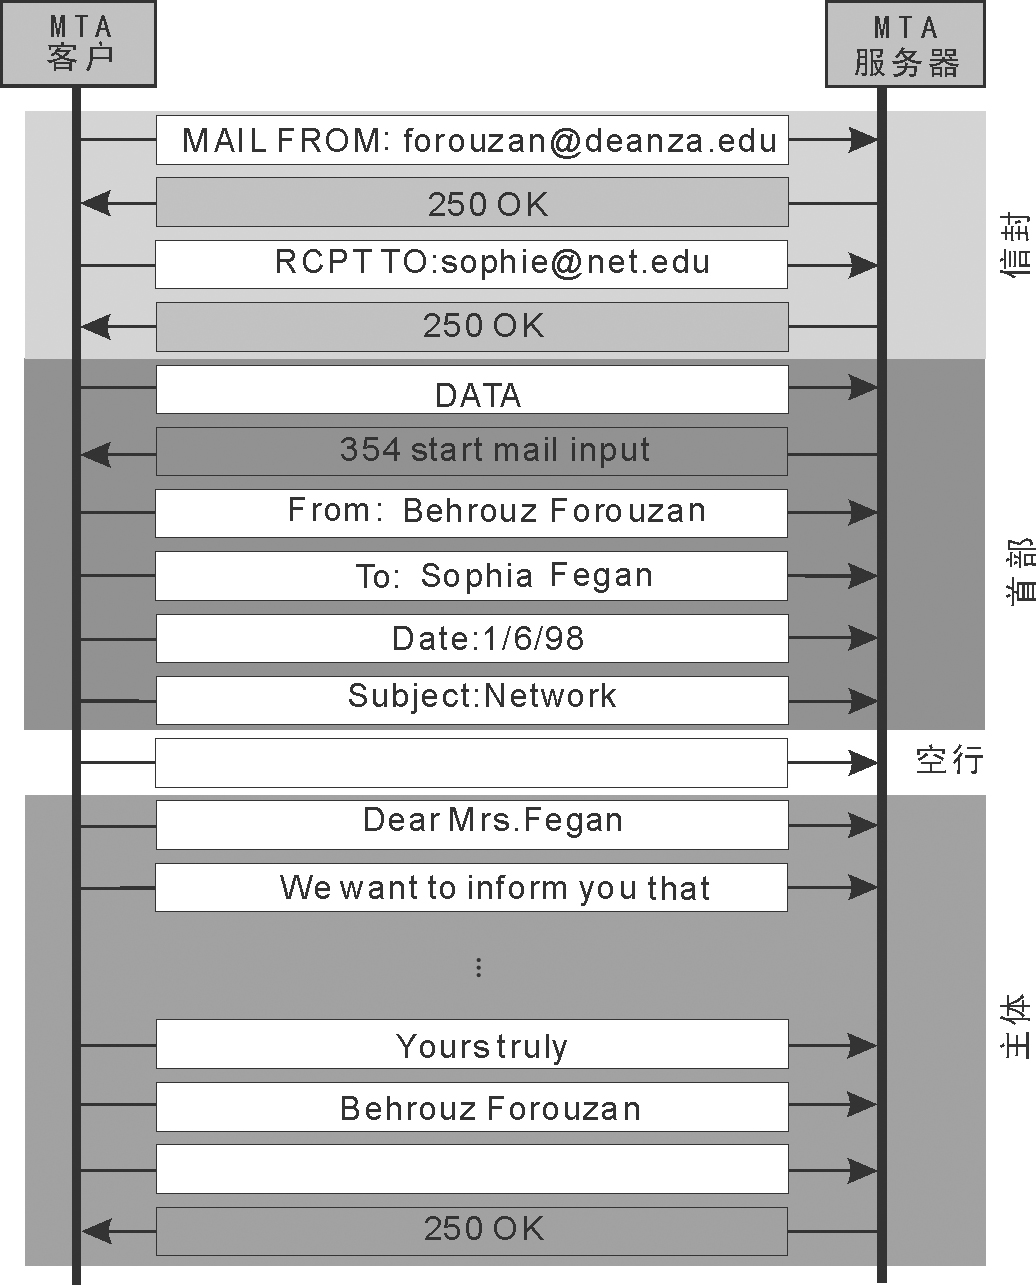 MTA
客户
MTA
服务器
MAIL FROM: forouzan@deanza.edu
250 OK
RCPT TO:sophie@net.edu
250 OK
信封
DATA
354 start mail input
From: Behrouz Forouzan
To: Sophia Fegan
Date:1/6/98
Subject:Network
首部
空行
Dear Mrs.Fegan
We want to inform you that
⋮
Yours truly
Behrouz Forouzan
250 OK
主体